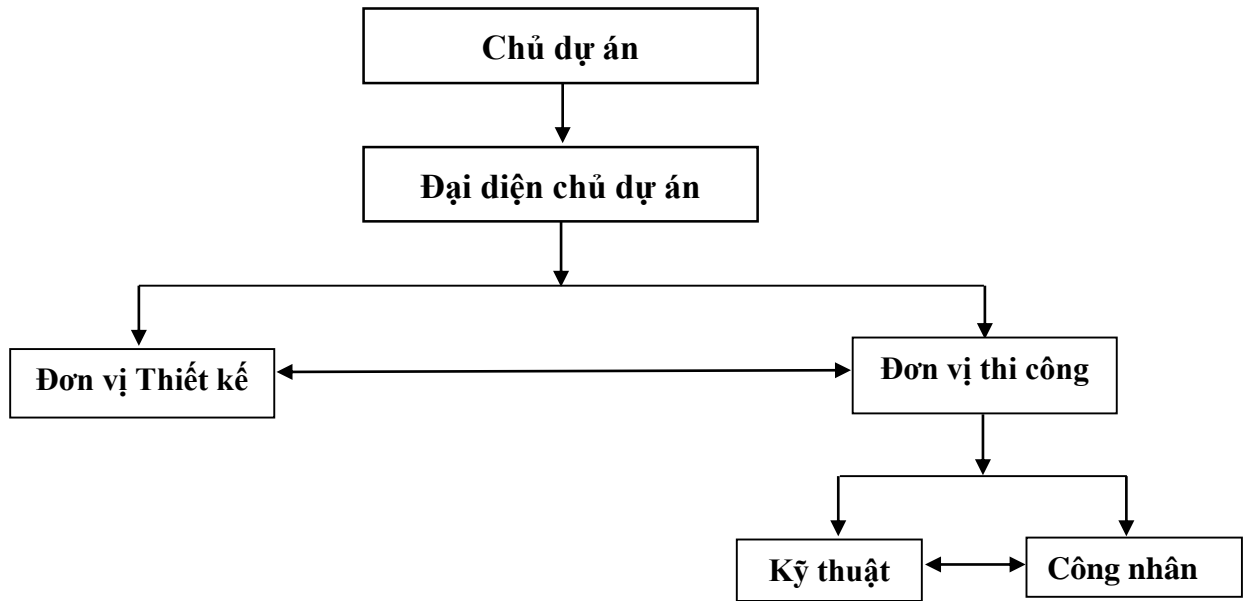 Chủ dự án
Đại diện chủ dự án
Đơn vị Thiết kế
Đơn vị thi công
Kỹ thuật
Công nhân